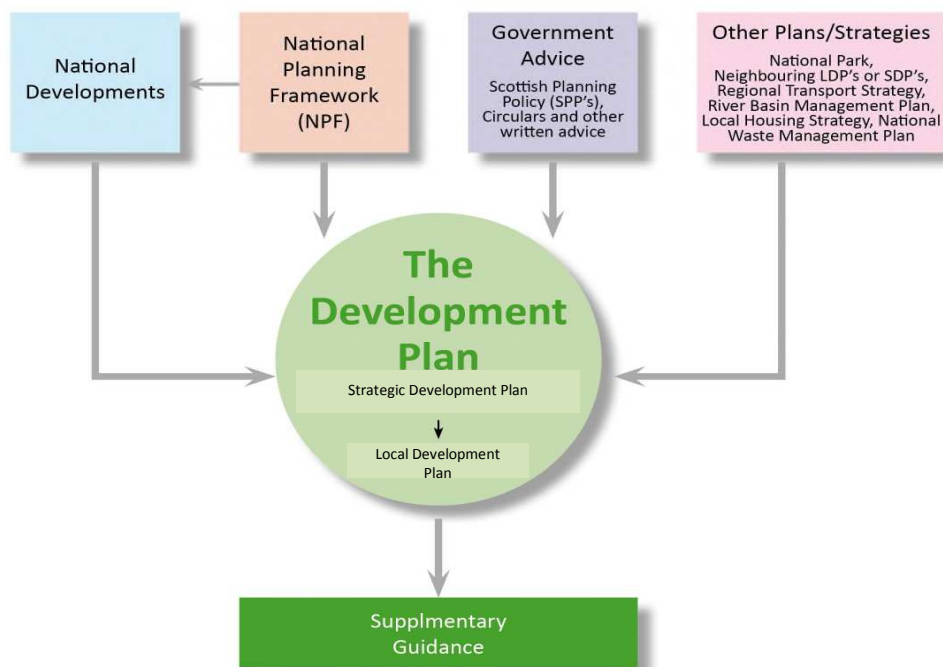 National
Developments
National
Planning
Framework
(NPF)
Government
Advice
Scottish Planning
Policy (SPP's),
Circulars and other
written advice
Other Plans/Strategies
National Park,
Neighbouring LDP's or SDP's,
Regional Transport Strategy,
River Basin Management Plan,
Local Housing Strategy, National
Waste Management Plan
The
Development
Plan
Strategic Development Plan
Local Development
Plan
Supplmentary
Guidance